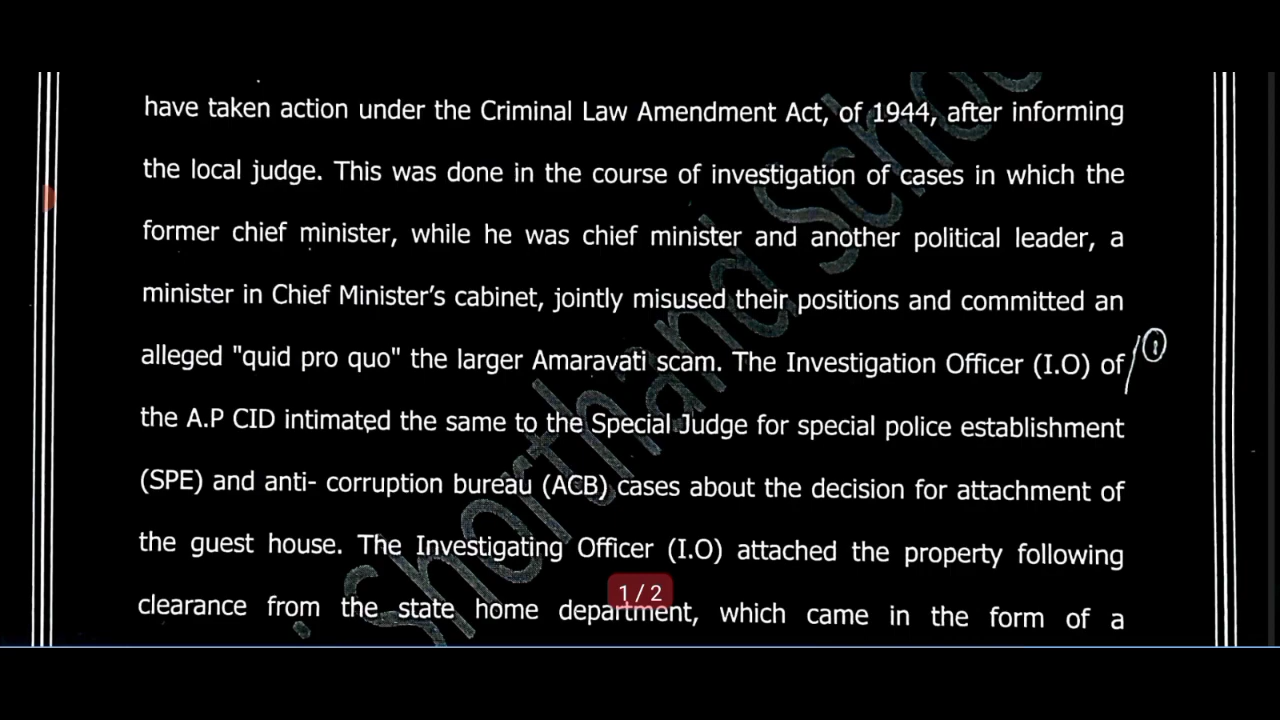 have taken action under the Criminal Law Amendment Act, of 1944, after informing
the local judge. This was done in the course of investigation of cases in which the
former chief minister, while he was chief minister and another political leader, a
minister in Chief Minister's cabinet, jointly misused their positions and committed an
alleged "quid pro quo" the larger Amaravati scam. The Investigation Officer (I.O) of / 1
the A.P CID intimated the same to the Special Judge for special police establishment
(SPE) and anti- corruption bureau (ACB) cases about the decision for attachment of
the guest house. The Investigating Officer (I.O) attached the property following
clearance from the state home department, which came in the form of a
1 / 2
Shorthand School